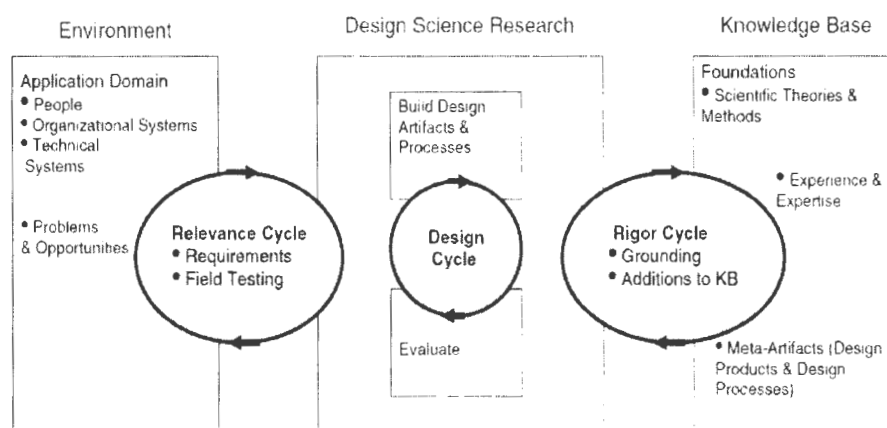 Environment
Design Science Research
Knowledge Base
Application Domain
• People
• Organizational Systems
• Technical
Systems
• Problems
& Opportunities
Relevance Cycle
• Requirements
• Field Testing
Build Design
Artifacts &
Processes
Design
Cycle
Evaluate
Rigor Cycle
• Grounding
• Additions to KB
Foundations
• Scientific Theories &
Methods
• Experience &
Expertise
• Meta-Artifacts (Design
Products & Design
Processes)